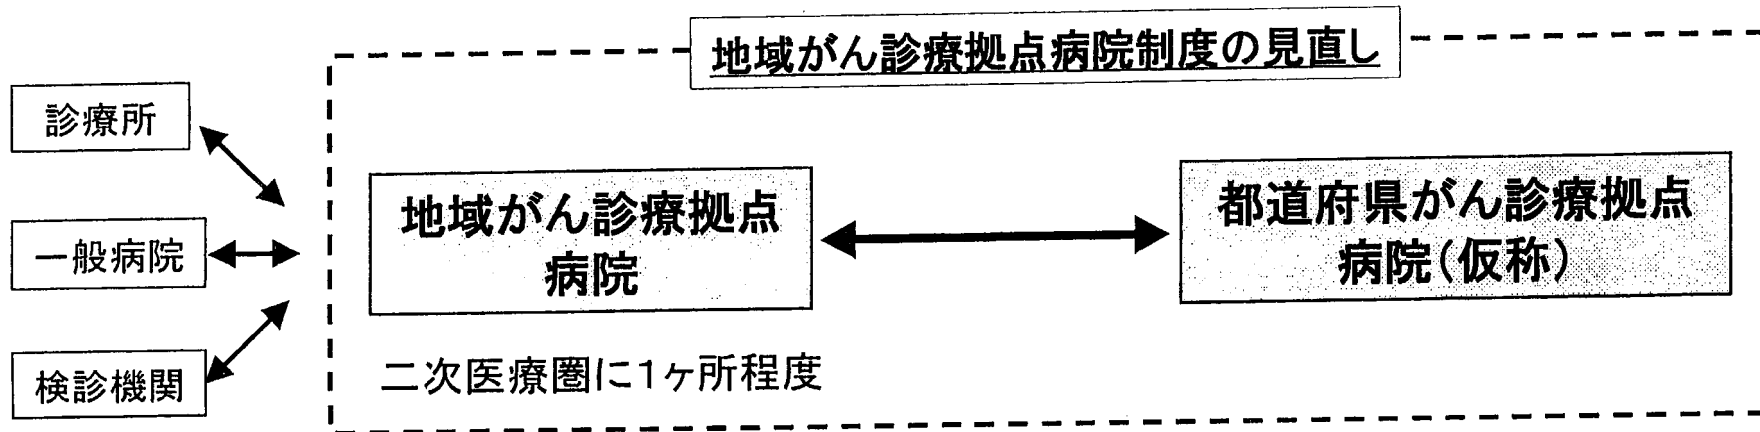 地域がん診療拠点病院制度の見直し
診療所
一般病院
検診機関
地域がん診療拠点
病院
二次医療圏に1ヶ所程度
都道府県がん診療拠点
病院(仮称)